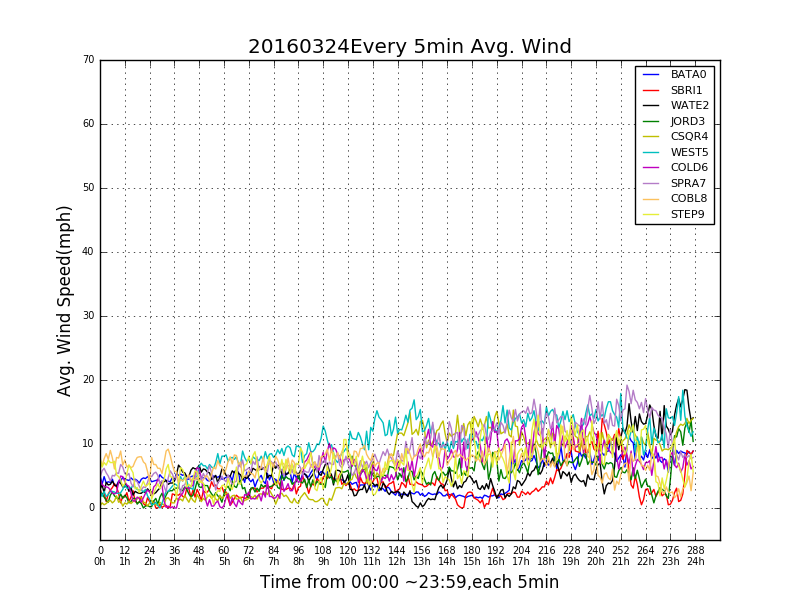 20160324Every 5min Avg. Wind
70
60
50
40
30
20
10
0
Avg. Wind Speed(mph)
BATA0
SBRI1
WATE2
JORD3
CSQR4
WEST5
COLD6
SPRA7
COBL8
STEP9
0 12 24 36 48 60 72 84 96 108 120 132 144 156 168 180 192 204 216 228 240 252 264 276 288
0h 1h 2h 3h 4h 5h 6h 7h 8h 9h 10h 11h 12h 13h 14h 15h 16h 17h 18h 19h 20h 21h 22h 23h 24h
Time from 00:00 ~23:59,each 5min